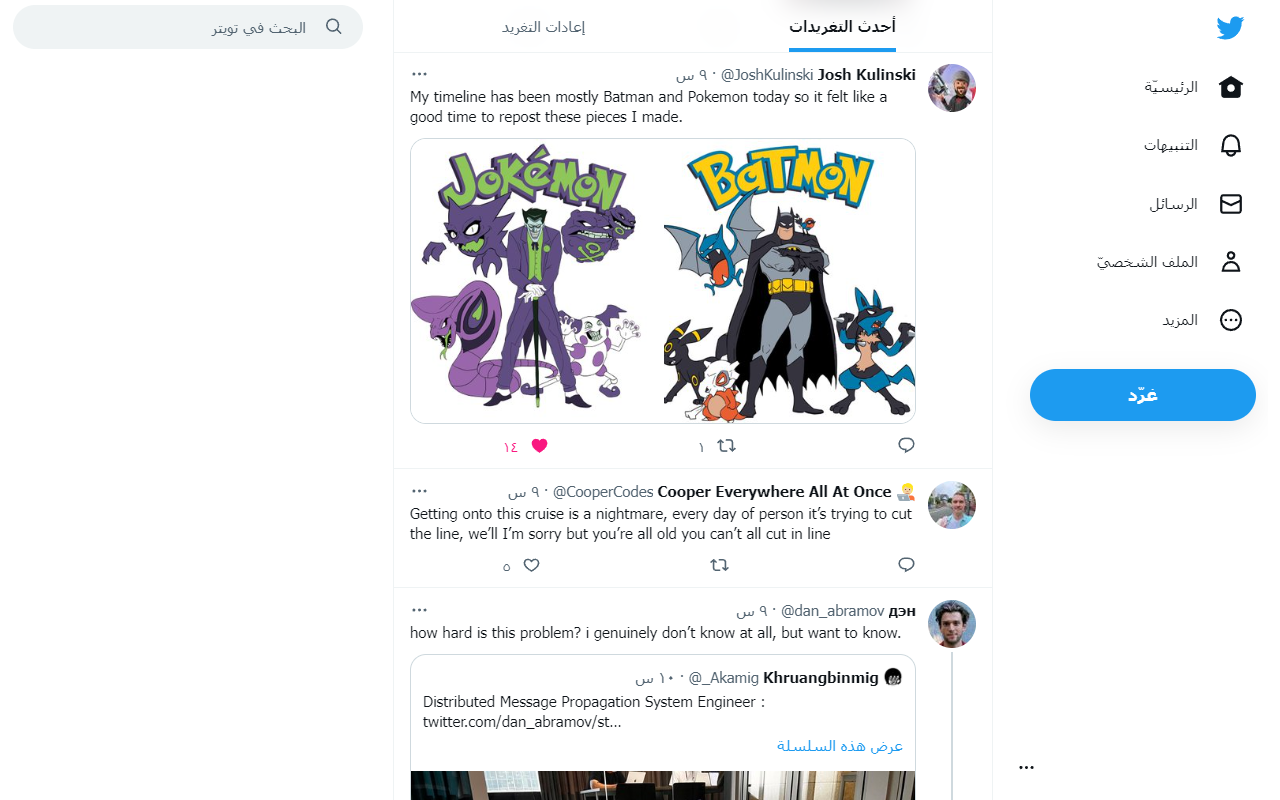 البحث في تويتر
أحدث التغريدات
إعادات التغريد
Josh Kulinski @JoshKulinski · ٩ س
My timeline has been mostly Batman and Pokemon today so it felt like a
good time to repost these pieces I made.
JOKéMON
BATMON
١
١٤
Cooper Everywhere All At Once @CooperCodes · ٩ س
Getting onto this cruise is a nightmare, every day of person it’s trying to cut
the line, we’ll I’m sorry but you’re all old you can’t all cut in line
٥
дэн @dan_abramov · ٩ س
how hard is this problem? i genuinely don’t know at all, but want to know.
Khruangbinmig @_Akamig · ١٠ س
Distributed Message Propagation System Engineer :
twitter.com/dan_abramov/st…
عرض هذه السلسلة
الرئيسيّة
التنبيهات
الرسائل
الملف الشخصيّ
المزيد
غرّد